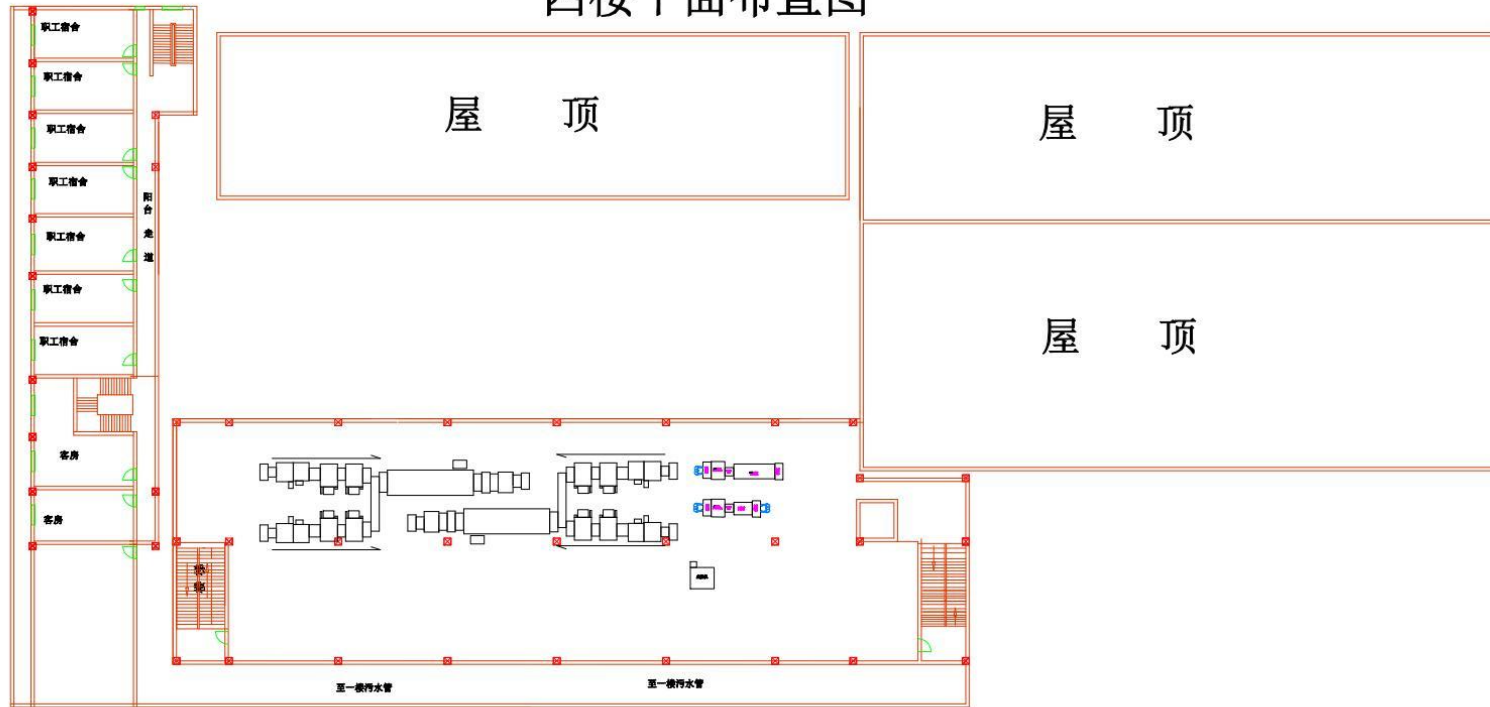 四楼平面布置图
职工宿舍
职工宿舍
职工宿舍
职工宿舍
职工宿舍
职工宿舍
职工宿舍
阳台 走道
客房
客房
屋 顶
屋 顶
屋 顶
至一楼污水管
至一楼污水管